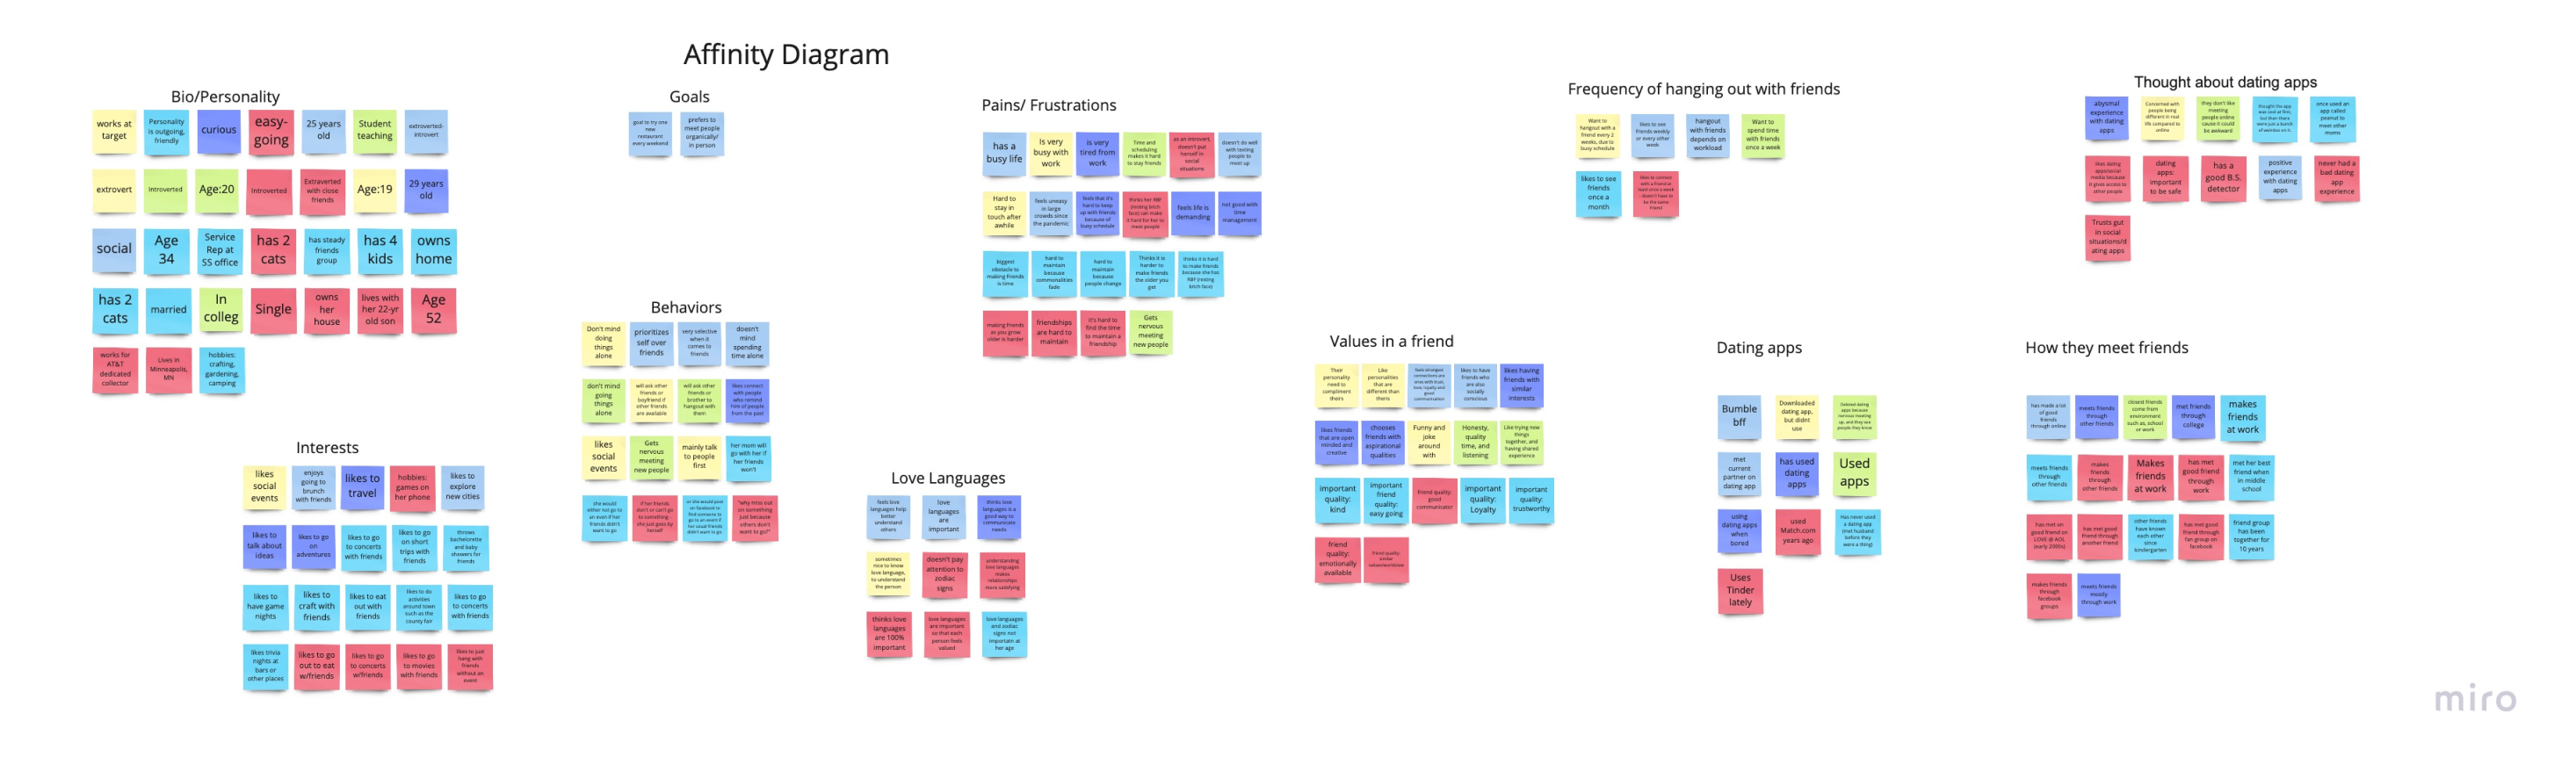 Affinity Diagram
Bio/Personality
works at
target
Personality
is outgoing,
friendly
curious
easy-
going
25 years
old
Student
teaching
extroverted-
introvert
extrovert
Introverted
Age:20
Introverted
Extraverted
with close
friends
Age:19
29 years
old
social
Age
34
Service
Rep at
SS office
has 2
cats
has steady
friends
group
has 4
kids
owns
home
has 2
cats
married
In
colleg
Single
owns
her
house
lives with
her 22-yr
old son
Age
52
works for
AT&T
dedicated
collector
Lives in
Minneapolis,
MN
hobbies:
crafting,
gardening,
camping
Interests
likes
social
events
enjoys
going to
brunch
with friends
likes to
travel
hobbies:
games on
her phone
likes to
explore
new cities
likes to
talk about
ideas
likes to go
on
adventures
likes to go
to concerts
with friends
likes to go
on short
trips with
friends
throws
bachelorette
and baby
showers for
friends
likes to
have game
nights
likes to
craft with
friends
likes to eat
out with
friends
likes to do
activities
around town
such as the
county fair
likes to go
to concerts
with friends
likes trivia
nights at
bars or
other places
likes to go
out to eat
w/friends
likes to go
to concerts
w/friends
likes to go
to movies
with friends
likes to just
hang with
friends
without an
event
Goals
goal to try one
new
restaurant
every weekend
prefers to
meet people
organically/
in person
Behaviors
Don't mind
doing
things
alone
prioritizes
self over
friends
very selective
when it
comes to
friends
doesn't
mind
spending
time alone
don't mind
going
things
alone
will ask other
friends or
boyfriend if
other friends
are available
will ask other
friends or
brother to
hangout with
them
likes connect
with people
who remind
him of people
from the past
likes
social
events
Gets
nervous
meeting
new people
mainly talk
to people
first
her mom will
go with her if
her friends
won't
she would
either not go to
an even if her
friends didn't
want to go
if her friends
don't or can't go
to something
she just goes by
herself
or she would post
on facebook to
find someone to
go to an event if
her usual friends
didn't want to go
"why miss out
on something
just because
others don't
want to go?"
Pains/ Frustrations
has a
busy life
Is very
busy with
work
is very
tired from
work
Time and
scheduling
makes it hard
to stay friends
as an introvert,
doesn't put
herself in
social
situations
doesn't do well
with texting
people to
meet up
Hard to
stay in
touch after
awhile
feels uneasy
in large
crowds since
the pandemic
feels that it's
hard to keep
up with friends
because of
busy schedule
thinks her RBF
(resting bitch
face) can make
it hard for her to
meet people
feels life is
demanding
not good with
time
management
biggest
obstacle to
making friends
is time
hard to
maintain
because
commonalities
fade
hard to
maintain
because
people change
Thinks it is
harder to
make friends
the older you
get
thinks it is hard
to make friends
because she has
RBF (resting
bitch face)
making friends
as you grow
older is harder
friendships
are hard to
maintain
it's hard to
find the time
to maintain a
friendship
Gets
nervous
meeting
new people
Love Languages
feels love
languages help
better
understand
others
love
languages
are
important
thinks love
languages is a
good way to
communicate
needs
sometimes
nice to know
love language,
to understand
the person
doesn't pay
attention to
zodiac
signs
understanding
love languages
makes
relationships
more satisfying
thinks love
languages
are 100%
important
love languages
are important
so that each
person feels
valued
love languages
and zodiac
signs not
importatn at
her age
Frequency of hanging out with friends
Want to
hangout with a
friend every 2
weeks, due to
busy schedule
likes to see
friends weekly
or every other
week
hangout
with friends
depends on
workload
Want to
spend time
with friends
once a week
likes to see
friends
once a
month
likes to connect
with a friend at
least once a week
- doesn't have to
be the same
friend
Values in a friend
Their
personality
need to
compliment
theirs
Like
personalities
that are
different than
theirs
feels strongest
connections are
ones with trust,
love, loyalty and
good
communication
likes to have
friends who
are also
socially
conscious
likes having
friends with
similar
interests
likes friends
that are open
minded and
creative
chooses
friends with
aspirational
qualities
Funny and
joke
around
with
Honesty,
quality
time, and
listening
Like trying new
things
together, and
having shared
experience
important
quality:
kind
important
friend
quality:
easy going
friend quality:
good
communicator
important
quality:
Loyalty
important
quality:
trustworthy
friend
quality:
emotionally
available
friend quality:
similar
Dating apps
Bumble
bff
Downloaded
dating app,
but didnt
use
Deleted dating
apps because
nervous meeting
up, and they see
people they know
met
current
partner on
dating app
has used
dating
apps
Used
apps
using
dating apps
when
bored
used
Match.com
years ago
Has never used
a dating app
(met husband
before they
were a thing)
Uses
Tinder
lately
Thought about dating apps
abysmal
experience
with dating
apps
Concerned with
people being
different in real
life compared to
online
they don't like
meeting
people online
cause it could
be awkward
thought the app
was cool at first,
but then there
were just a bunch
of weirdos on it.
once used an
app called
peanut to
meet other
moms
likes dating
apps/social
media because
it gives access to
other people
dating
apps:
important
to be safe
has a
good B.S.
detector
positive
experience
with dating
apps
never had a
bad dating
app
experience
Trusts gut
in social
situations/d
ating apps
How they meet friends
has made a lot
of good
friends
through online
meets friends
through
other friends
closest friends
come from
environment
such as, school
or work
met friends
through
college
makes
friends
at work
meets friends
through
other friends
makes
friends
through
other friends
Makes
friends
at work
has met
good friend
through
work
met her best
friend when
in middle
school
has met on
good friend on
LOVE @ AOL
(early 2000s)
has met good
friend through
another friend
other friends
have known
each other
since
kindergarten
has met good
friend through
fan group on
facebook
friend group
has been
together for
10 years
makes friends
through
facebook
groups
meets friends
mostly
through work
miro